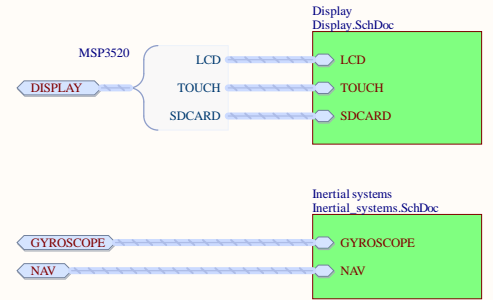 Display
Display.SchDoc
MSP3520
LCD LCD
DISPLAY TOUCH TOUCH
SDCARD SDCARD
Inertial systems
Inertial_systems.SchDoc
GYROSCOPE GYROSCOPE
NAV NAV